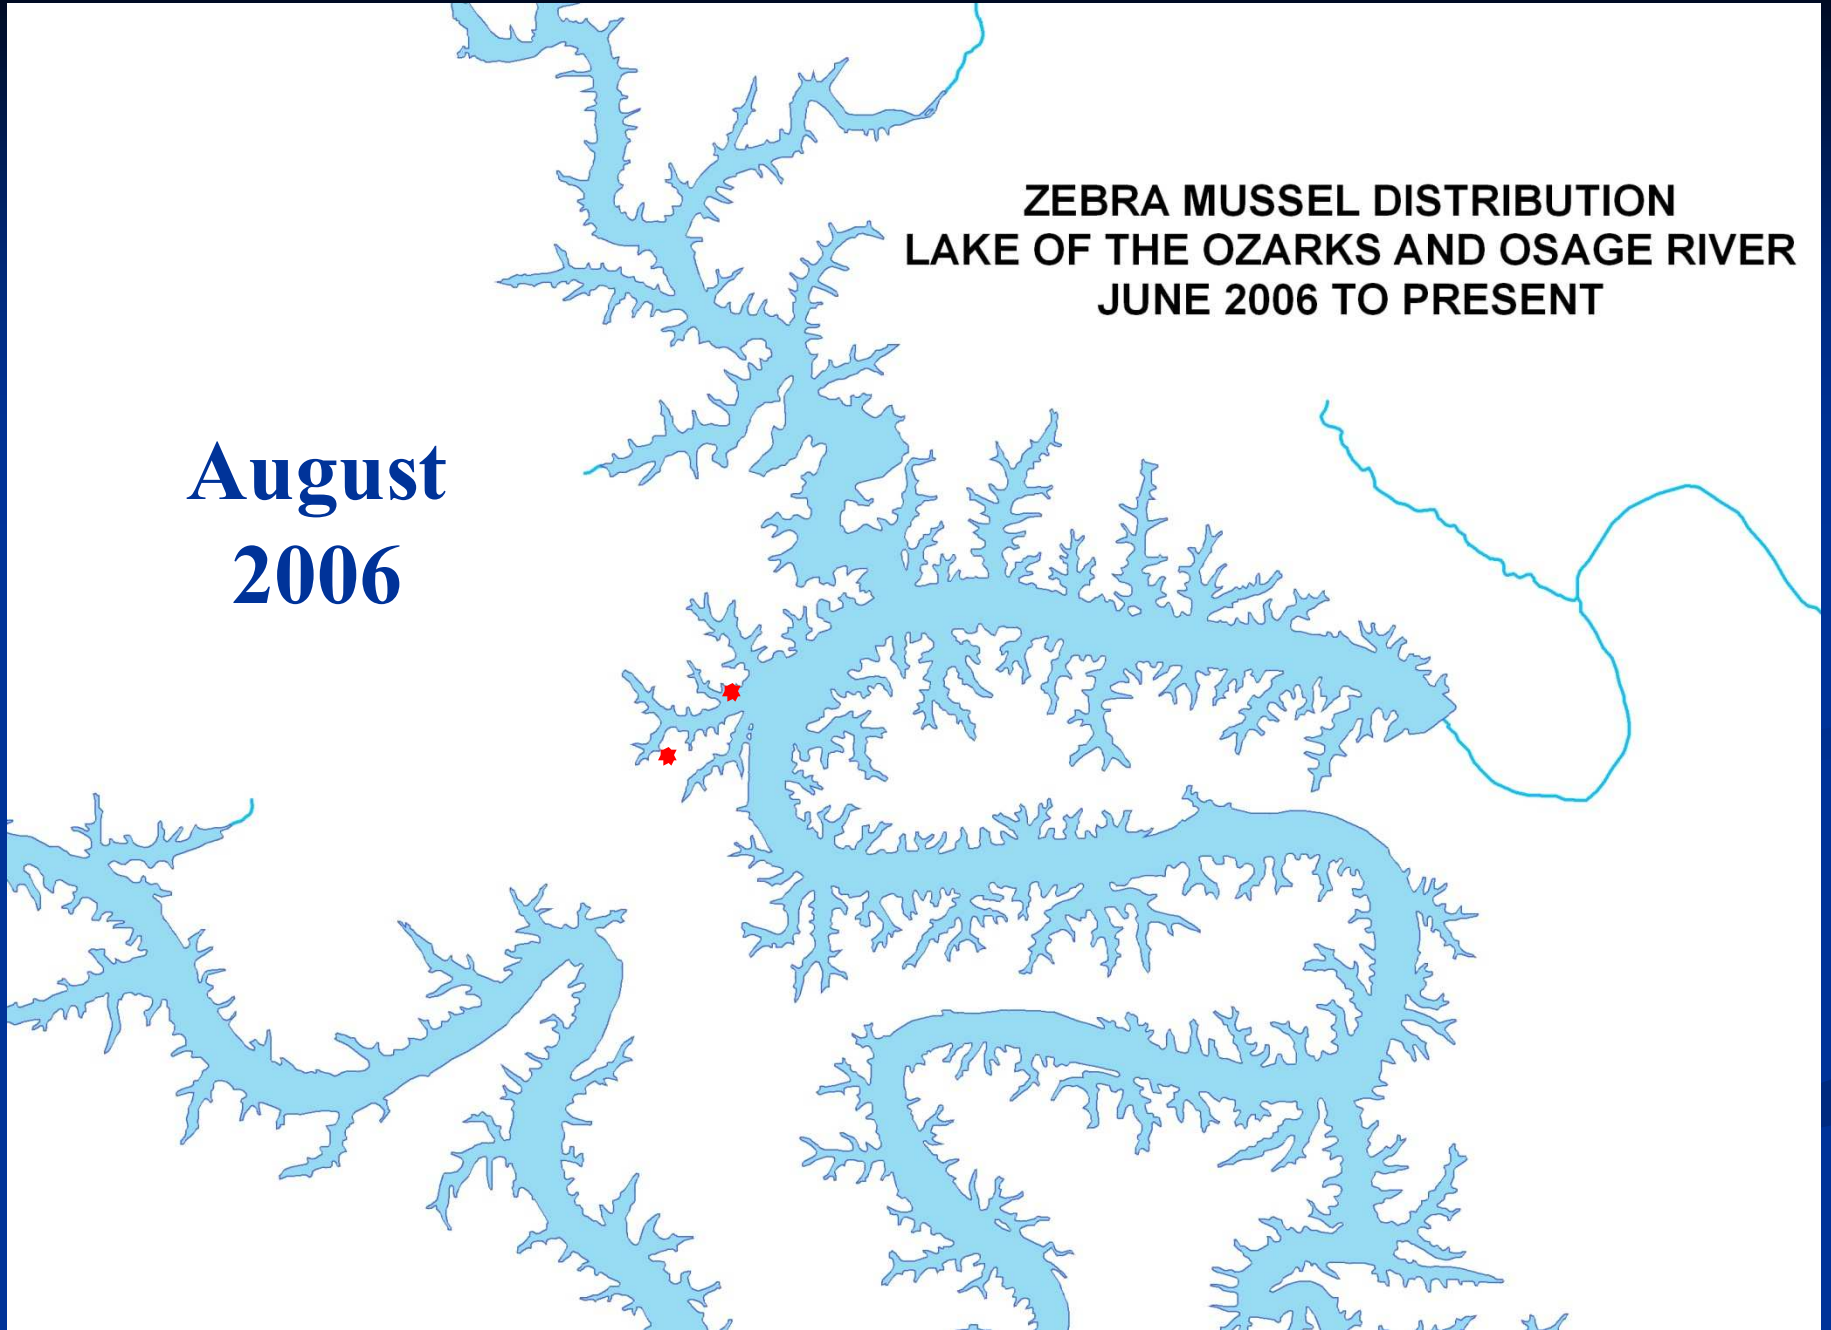 ZEBRA MUSSEL DISTRIBUTION
LAKE OF THE OZARKS AND OSAGE RIVER
JUNE 2006 TO PRESENT
August
2006